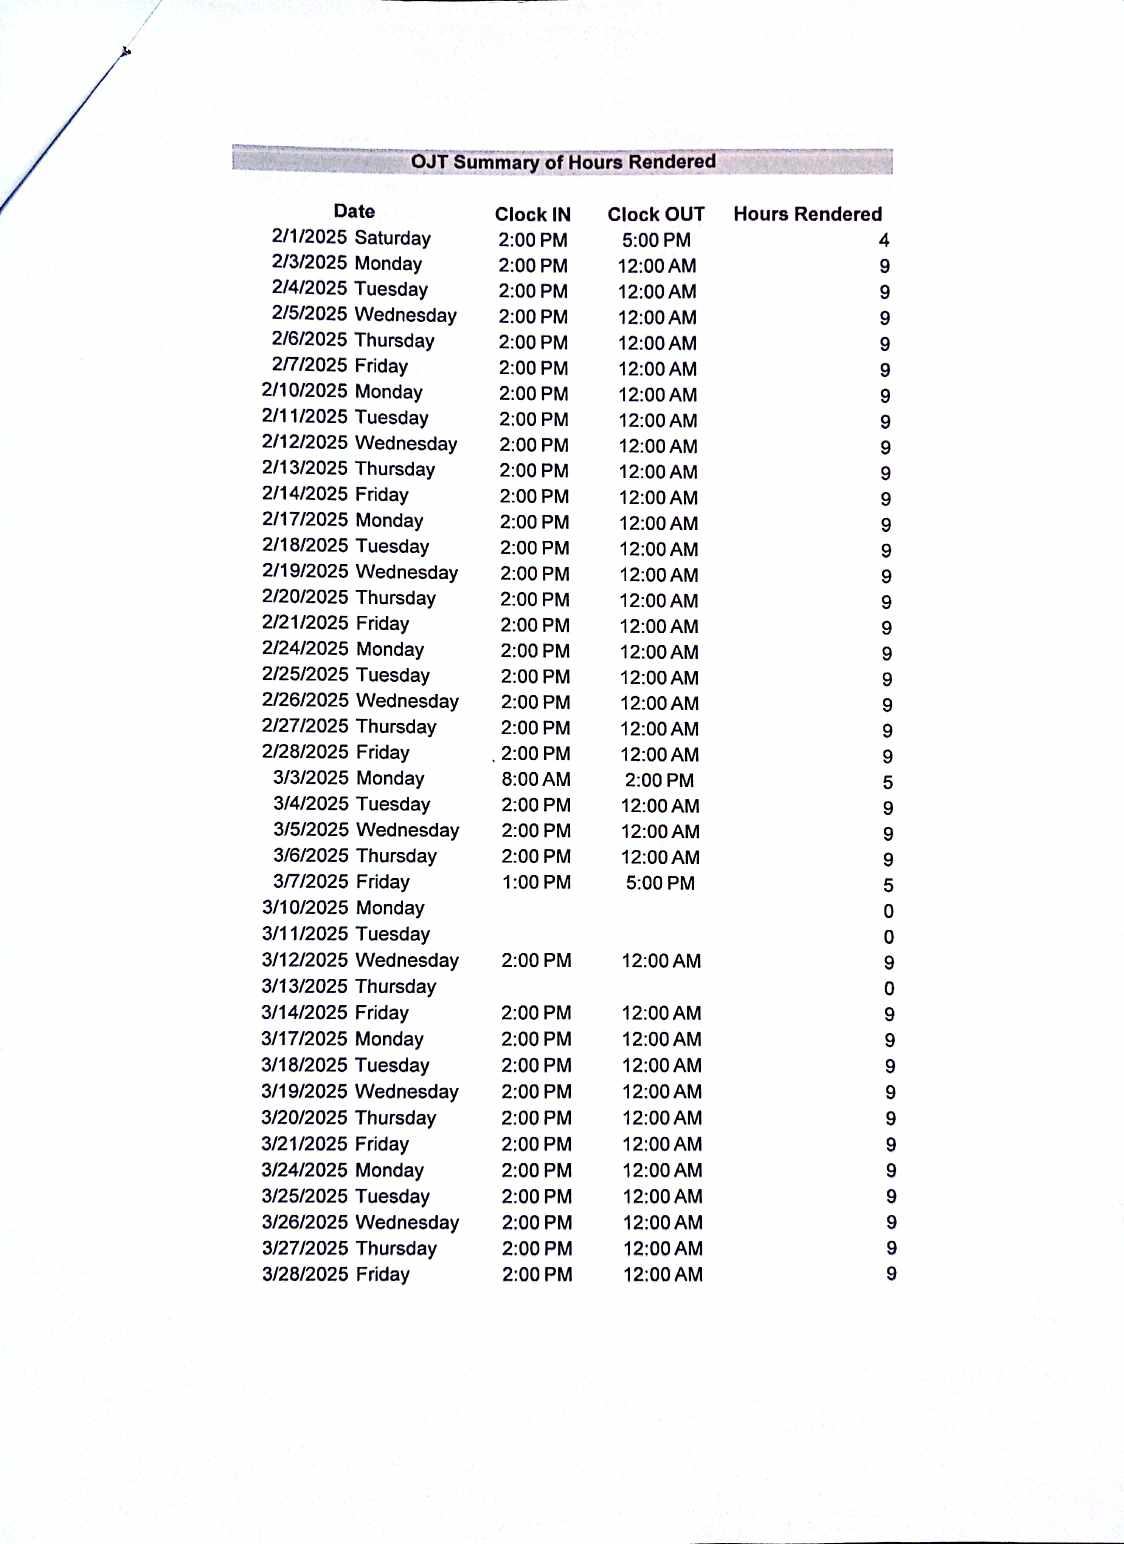 OJT Summary of Hours Rendered
Date Clock IN Clock OUT Hours Rendered
2/1/2025 Saturday 2:00 PM 5:00 PM 4
2/3/2025 Monday 2:00 PM 12:00 AM 9
2/4/2025 Tuesday 2:00 PM 12:00 AM 9
2/5/2025 Wednesday 2:00 PM 12:00 AM 9
2/6/2025 Thursday 2:00 PM 12:00 AM 9
2/7/2025 Friday 2:00 PM 12:00 AM 9
2/10/2025 Monday 2:00 PM 12:00 AM 9
2/11/2025 Tuesday 2:00 PM 12:00 AM 9
2/12/2025 Wednesday 2:00 PM 12:00 AM 9
2/13/2025 Thursday 2:00 PM 12:00 AM 9
2/14/2025 Friday 2:00 PM 12:00 AM 9
2/17/2025 Monday 2:00 PM 12:00 AM 9
2/18/2025 Tuesday 2:00 PM 12:00 AM 9
2/19/2025 Wednesday 2:00 PM 12:00 AM 9
2/20/2025 Thursday 2:00 PM 12:00 AM 9
2/21/2025 Friday 2:00 PM 12:00 AM 9
2/24/2025 Monday 2:00 PM 12:00 AM 9
2/25/2025 Tuesday 2:00 PM 12:00 AM 9
2/26/2025 Wednesday 2:00 PM 12:00 AM 9
2/27/2025 Thursday 2:00 PM 12:00 AM 9
2/28/2025 Friday 2:00 PM 12:00 AM 9
3/3/2025 Monday 8:00 AM 2:00 PM 5
3/4/2025 Tuesday 2:00 PM 12:00 AM 9
3/5/2025 Wednesday 2:00 PM 12:00 AM 9
3/6/2025 Thursday 2:00 PM 12:00 AM 9
3/7/2025 Friday 1:00 PM 5:00 PM 5
3/10/2025 Monday 0
3/11/2025 Tuesday 0
3/12/2025 Wednesday 2:00 PM 12:00 AM 9
3/13/2025 Thursday 0
3/14/2025 Friday 2:00 PM 12:00 AM 9
3/17/2025 Monday 2:00 PM 12:00 AM 9
3/18/2025 Tuesday 2:00 PM 12:00 AM 9
3/19/2025 Wednesday 2:00 PM 12:00 AM 9
3/20/2025 Thursday 2:00 PM 12:00 AM 9
3/21/2025 Friday 2:00 PM 12:00 AM 9
3/24/2025 Monday 2:00 PM 12:00 AM 9
3/25/2025 Tuesday 2:00 PM 12:00 AM 9
3/26/2025 Wednesday 2:00 PM 12:00 AM 9
3/27/2025 Thursday 2:00 PM 12:00 AM 9
3/28/2025 Friday 2:00 PM 12:00 AM 9